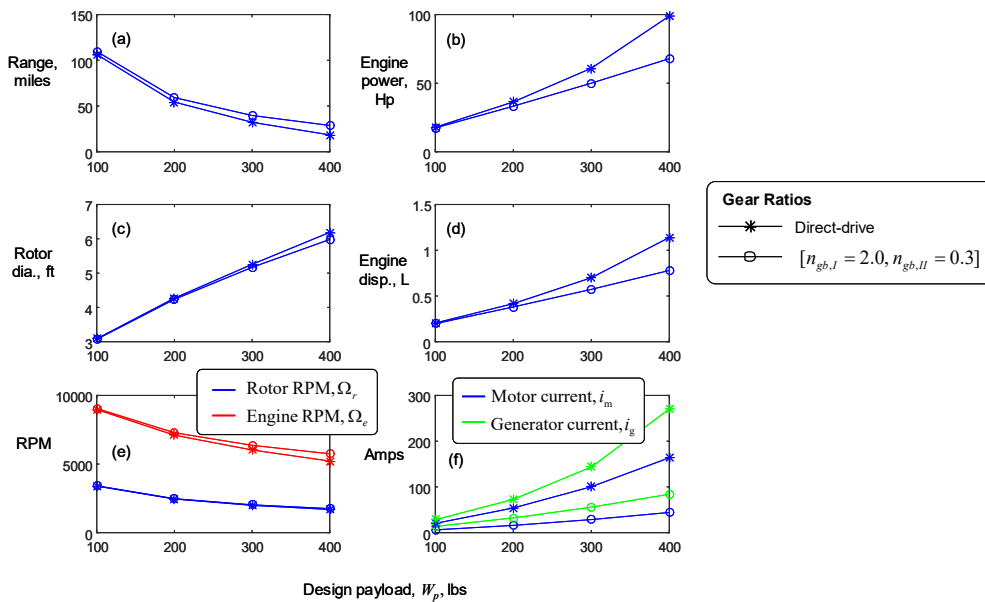 (a)
Range,
miles
150
100
50
0
100 200 300 400
(b)
Engine
power,
Hp
100
50
0
100 200 300 400
(c)
Rotor
dia., ft
7
6
5
4
3
100 200 300 400
(d)
Engine
disp., L
1.5
1
0.5
0
100 200 300 400
Gear Ratios
Direct-drive
[n_{gb,I} = 2.0, n_{gb,II} = 0.3]
Rotor RPM, Ω_r
Engine RPM, Ω_e
(e)
RPM
10000
5000
0
100 200 300 400
Motor current, i_m
Generator current, i_g
(f)
Amps
300
200
100
0
100 200 300 400
Design payload, W_p, lbs